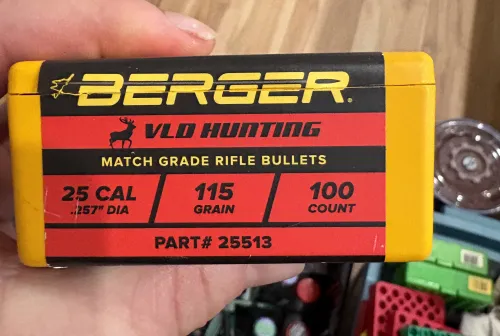 BERGER®
VLD HUNTING
MATCH GRADE RIFLE BULLETS
25 CAL 115 100
.257" DIA GRAIN COUNT
PART# 25513